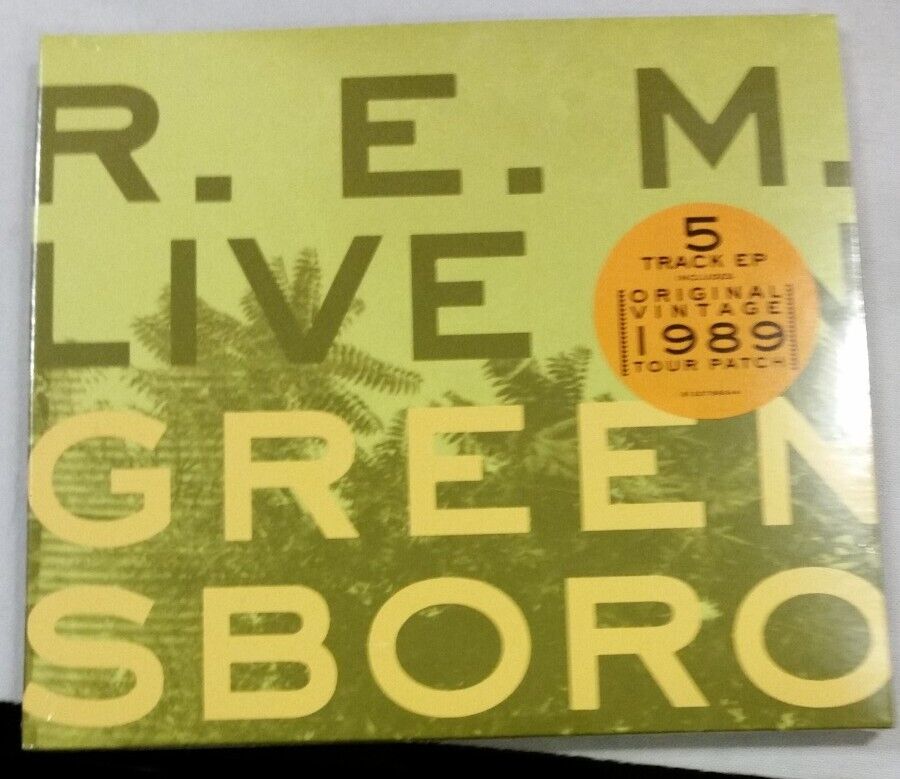 R. E. M.
LIVE
GREEN
SBORO
5
TRACK EP
INCLUDES
ORIGINAL
VINTAGE
1989
TOUR PATCH